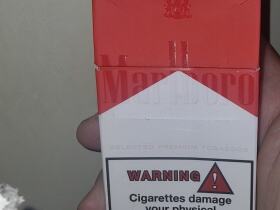 Marlboro
SELECTED PREMIUM TOBACCOS
WARNING
Cigarettes damage
your physical